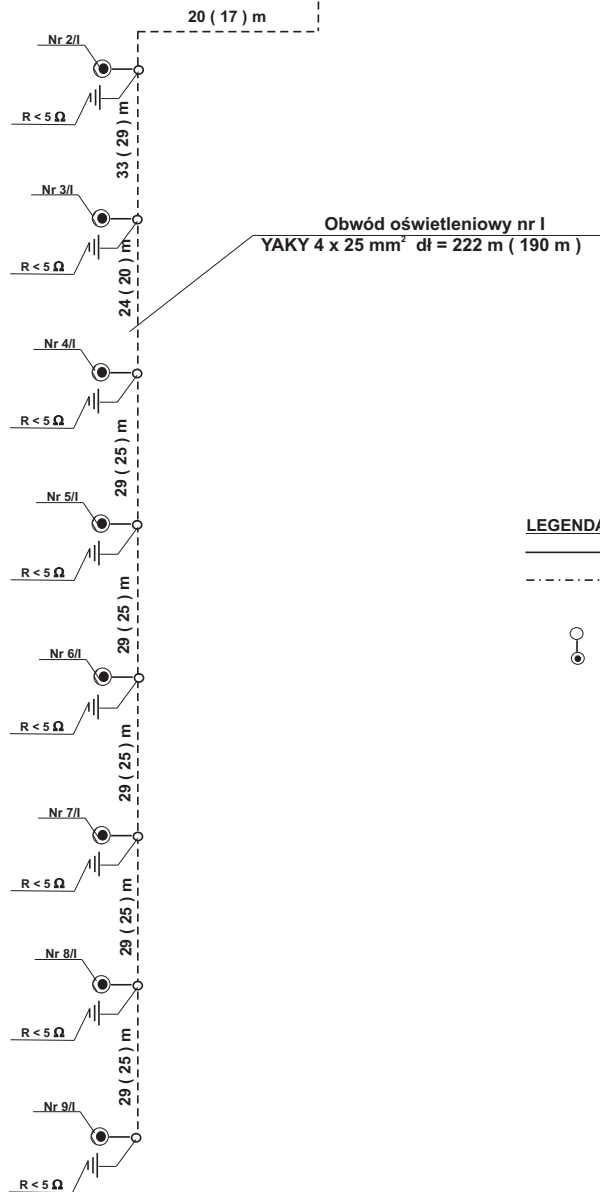 20 ( 17 ) m
Nr 2/I
R < 5 Ω
33 ( 29 ) m
Nr 3/I
R < 5 Ω
24 ( 20 ) m
Obwód oświetleniowy nr I
YAKY 4 x 25 mm² dł = 222 m ( 190 m )
Nr 4/I
R < 5 Ω
29 ( 25 ) m
Nr 5/I
R < 5 Ω
29 ( 25 ) m
LEGENDA
Nr 6/I
R < 5 Ω
29 ( 25 ) m
Nr 7/I
R < 5 Ω
29 ( 25 ) m
Nr 8/I
R < 5 Ω
29 ( 25 ) m
Nr 9/I
R < 5 Ω